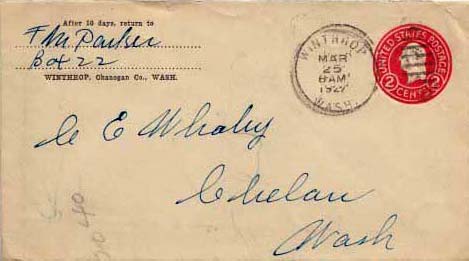 After 10 days, return to
F M Parker
Box 22
WINTHROP, Okanogan Co., WASH.
WINTHROP
MAR
25
8 AM
WASH.
UNITED STATES POSTAGE
2 CENTS 2
E Whaley
Chelan
Wash